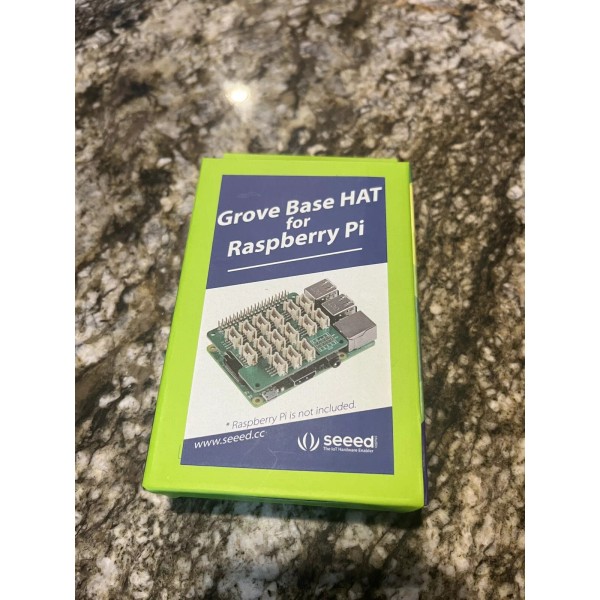 Grove Base HAT
for
Raspberry Pi
* Raspberry Pi is not included.
www.seeed.cc
seeed
The IoT Hardware Enabler